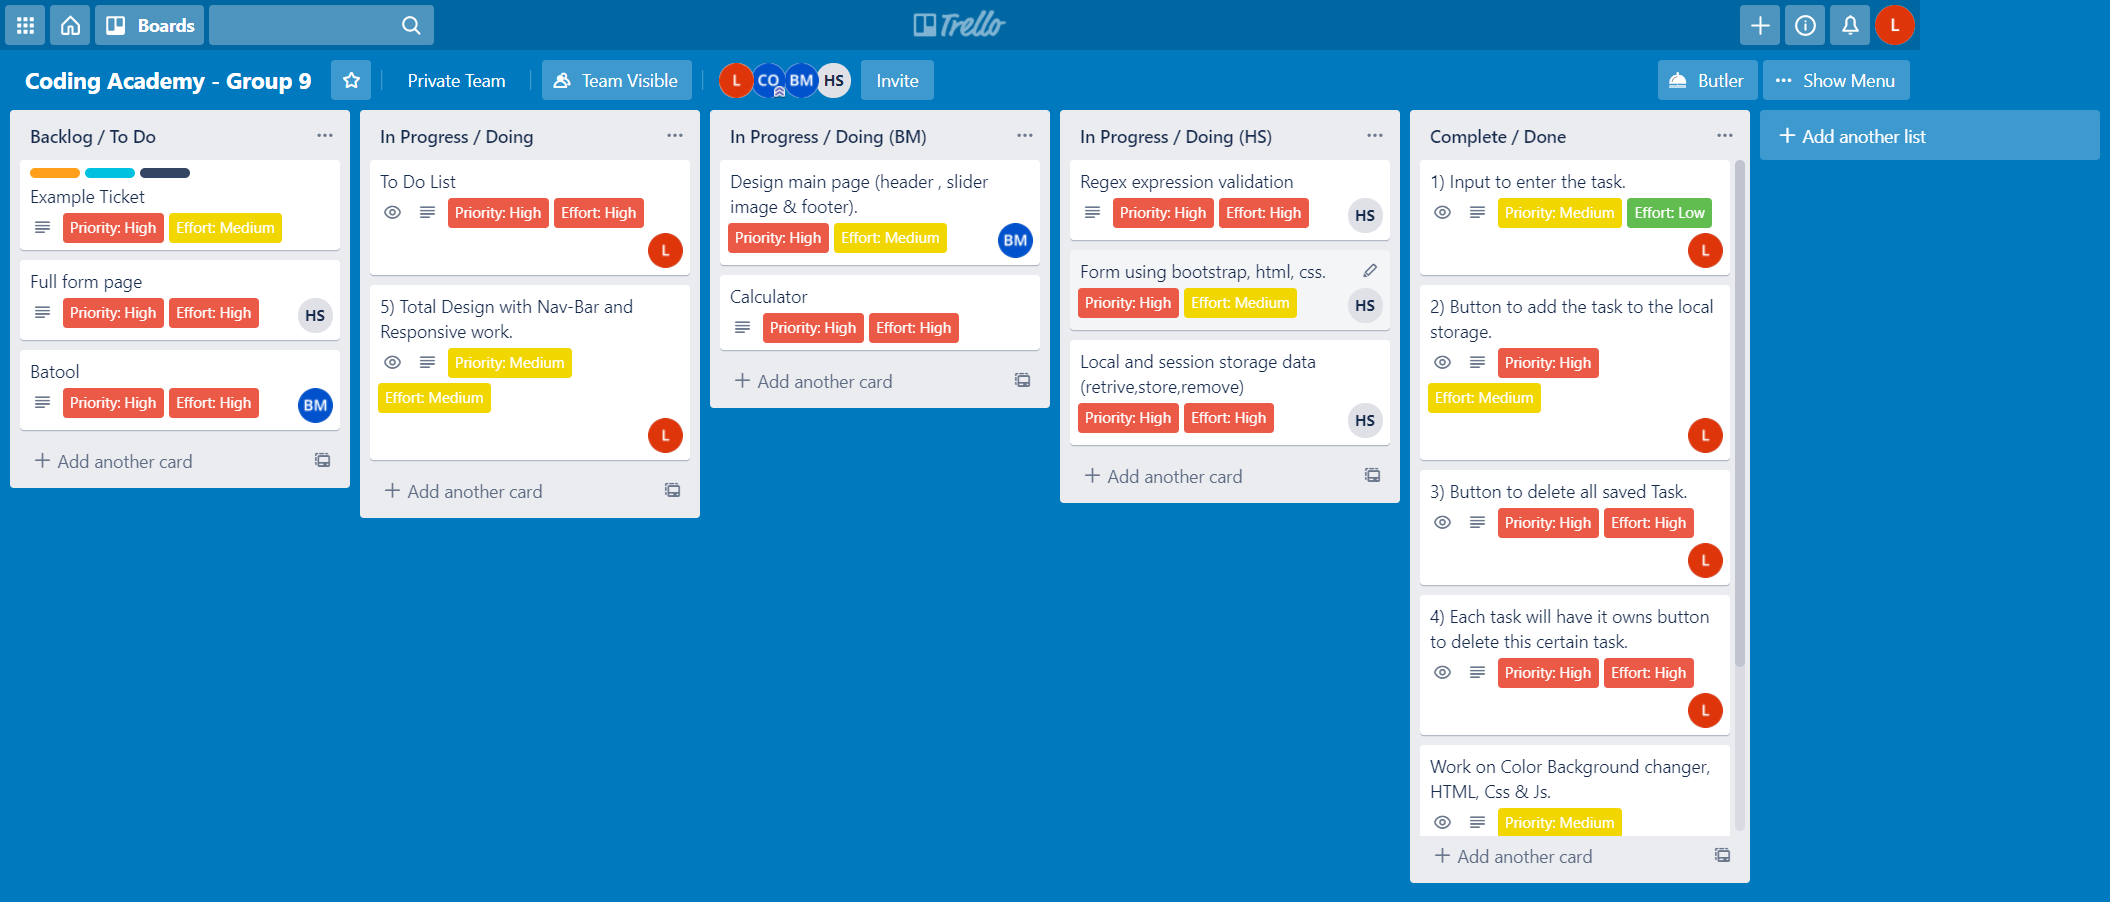 Boards
Trello
L
Coding Academy - Group 9
Private Team
Team Visible
L CO BM HS
Invite
Butler
Show Menu
Backlog / To Do
Example Ticket
Priority: High Effort: Medium
Full form page
Priority: High Effort: High
HS
Batool
Priority: High Effort: High
BM
+ Add another card
In Progress / Doing
To Do List
Priority: High Effort: High
L
5) Total Design with Nav-Bar and
Responsive work.
Priority: Medium
Effort: Medium
L
+ Add another card
In Progress / Doing (BM)
Design main page (header , slider
image & footer).
Priority: High Effort: Medium
BM
Calculator
Priority: High Effort: High
+ Add another card
In Progress / Doing (HS)
Regex expression validation
Priority: High Effort: High
HS
Form using bootstrap, html, css.
Priority: High Effort: Medium
HS
Local and session storage data
(retrive,store,remove)
Priority: High Effort: High
HS
+ Add another card
Complete / Done
1) Input to enter the task.
Priority: Medium Effort: Low
L
2) Button to add the task to the local
storage.
Priority: High
Effort: Medium
L
3) Button to delete all saved Task.
Priority: High Effort: High
L
4) Each task will have it owns button
to delete this certain task.
Priority: High Effort: High
L
Work on Color Background changer,
HTML, Css & Js.
Priority: Medium
+ Add another card
+ Add another list